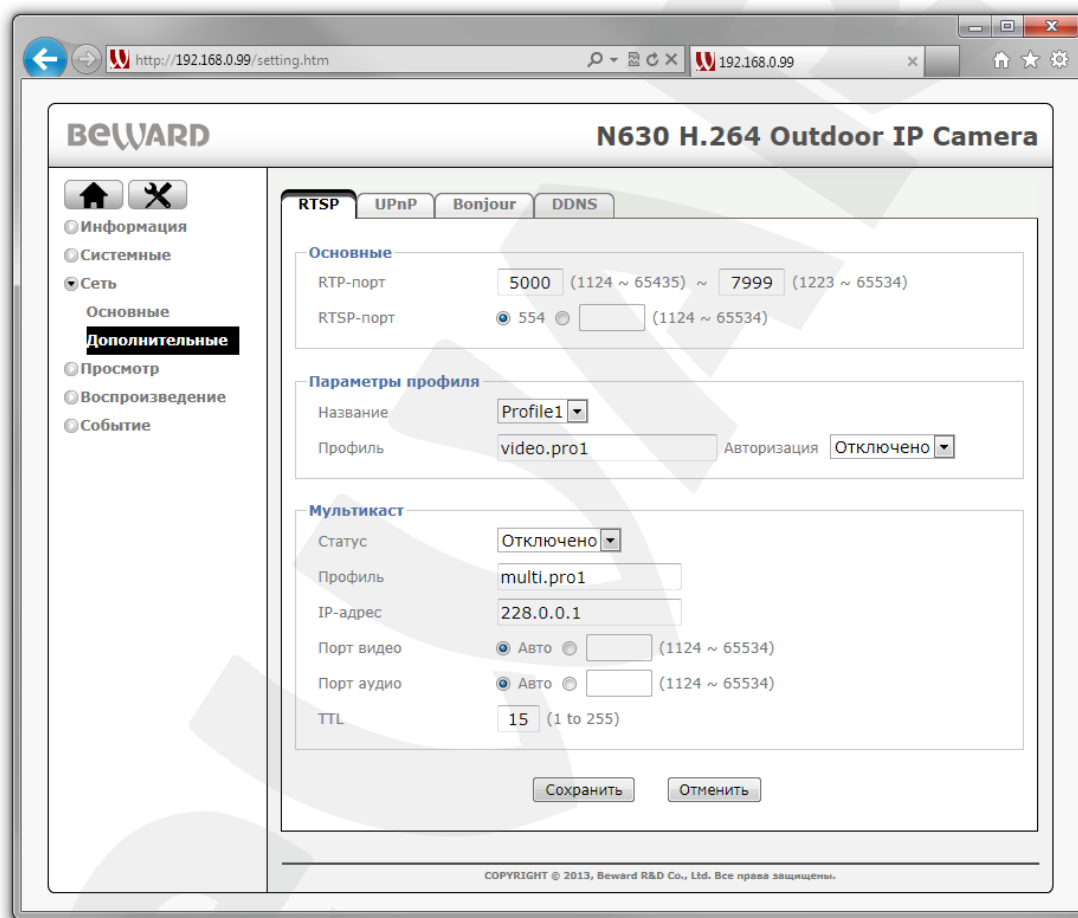 http://192.168.0.99/setting.htm
192.168.0.99
BEWARD
N630 H.264 Outdoor IP Camera
Информация
Системные
Сеть
Основные
Дополнительные
Просмотр
Воспроизведение
Событие
RTSP UPnP Bonjour DDNS
Основные
RTP-порт 5000 (1124 ~ 65435) ~ 7999 (1223 ~ 65534)
RTSP-порт 554 (1124 ~ 65534)
Параметры профиля
Название Profile1
Профиль video.pro1 Авторизация Отключено
Мультикаст
Статус Отключено
Профиль multi.pro1
IP-адрес 228.0.0.1
Порт видео Авто (1124 ~ 65534)
Порт аудио Авто (1124 ~ 65534)
TTL 15 (1 to 255)
Сохранить Отменить
COPYRIGHT © 2013, Beward R&D Co., Ltd. Все права защищены.